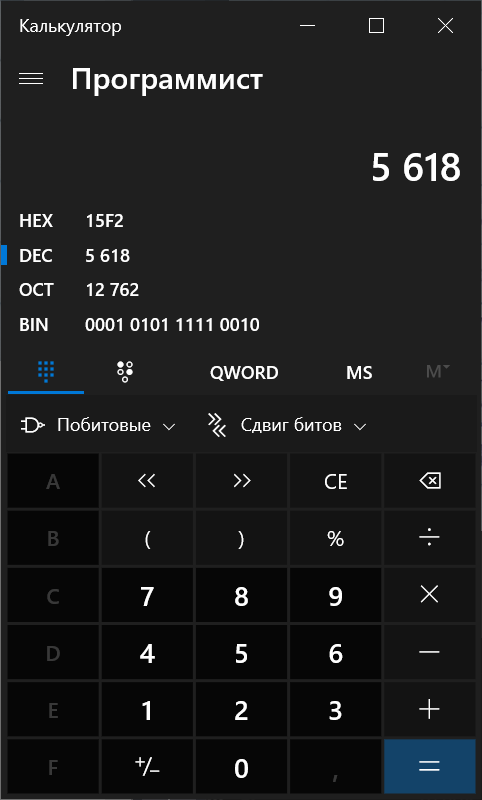 Калькулятор
Программист
5 618
HEX 15F2
DEC 5 618
OCT 12 762
BIN 0001 0101 1111 0010
QWORD MS M
Побитовые Сдвиг битов
A << >> CE
B ( ) % ÷
C 7 8 9 ×
D 4 5 6 −
E 1 2 3 +
F +/− 0 , =